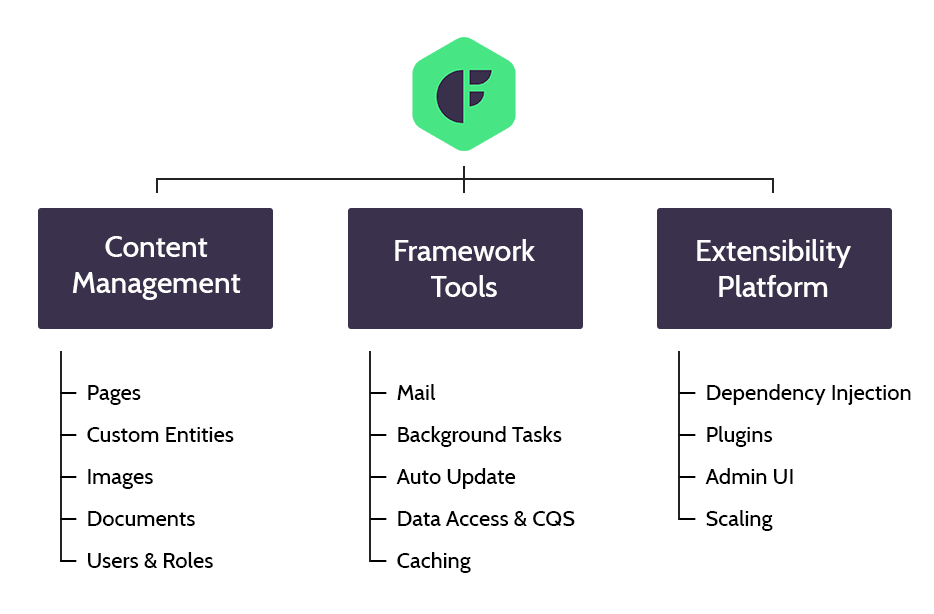 Content
Management
Framework
Tools
Extensibility
Platform
Pages
Custom Entities
Images
Documents
Users & Roles
Mail
Background Tasks
Auto Update
Data Access & CQS
Caching
Dependency Injection
Plugins
Admin UI
Scaling